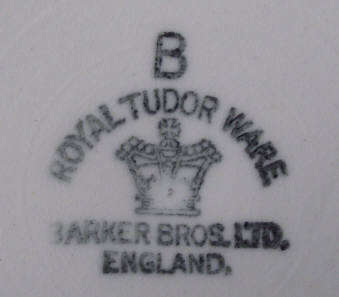 B
ROYAL TUDOR WARE
BARKER BROS. LTD.
ENGLAND.